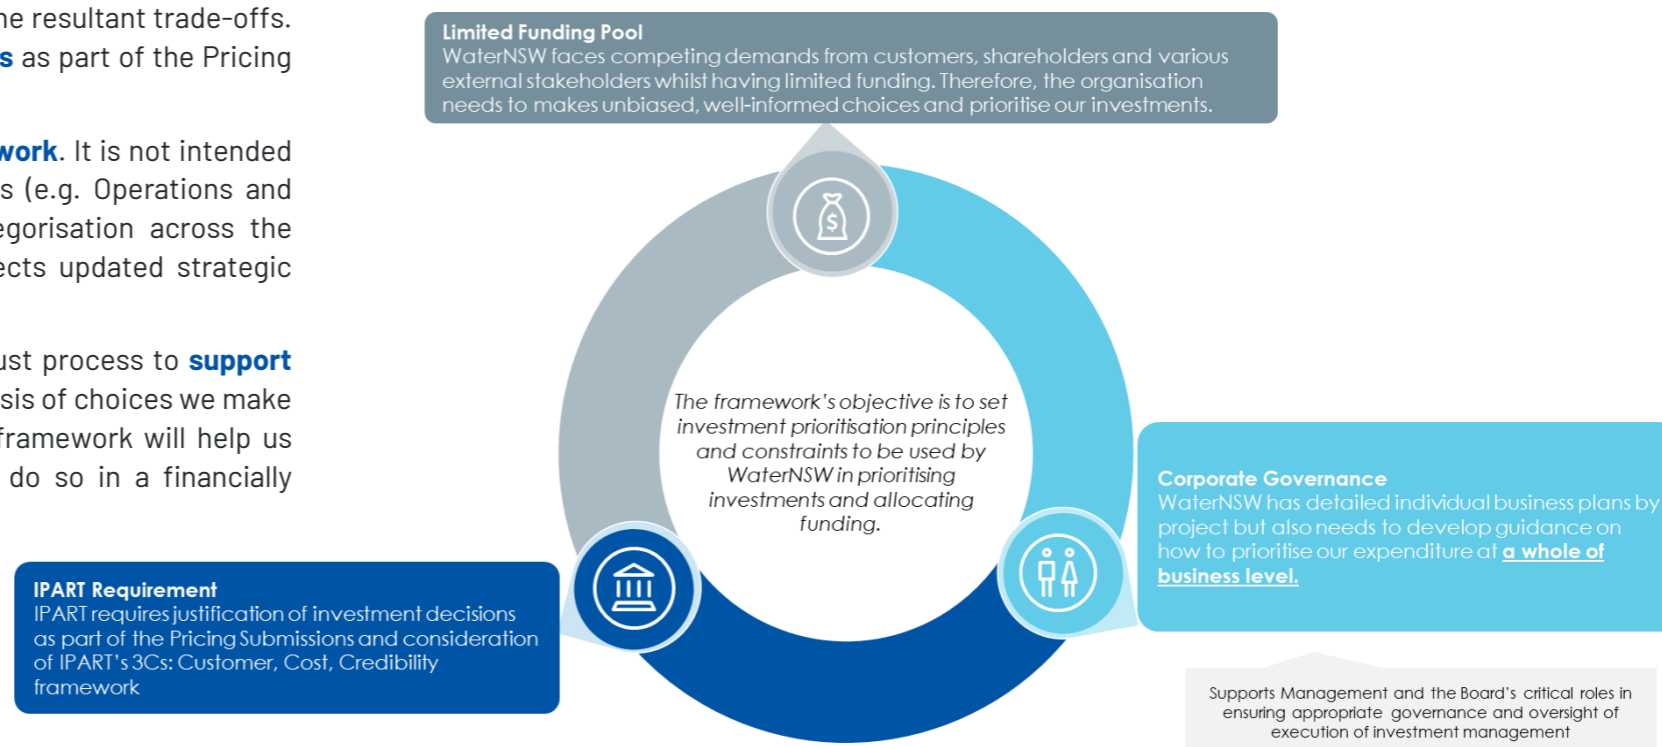 he resultant trade-offs.
s as part of the Pricing
work. It is not intended
s (e.g. Operations and
egorisation across the
ects updated strategic
ust process to support
sis of choices we make
framework will help us
do so in a financially
Limited Funding Pool
WaterNSW faces competing demands from customers, shareholders and various
external stakeholders whilst having limited funding. Therefore, the organisation
needs to makes unbiased, well-informed choices and prioritise our investments.
$
The framework's objective is to set
investment prioritisation principles
and constraints to be used by
WaterNSW in prioritising
investments and allocating
funding.
Corporate Governance
WaterNSW has detailed individual business plans by
project but also needs to develop guidance on
how to prioritise our expenditure at a whole of
business level.
IPART Requirement
IPART requires justification of investment decisions
as part of the Pricing Submissions and consideration
of IPART's 3Cs: Customer, Cost, Credibility
framework
Supports Management and the Board's critical roles in
ensuring appropriate governance and oversight of
execution of investment management